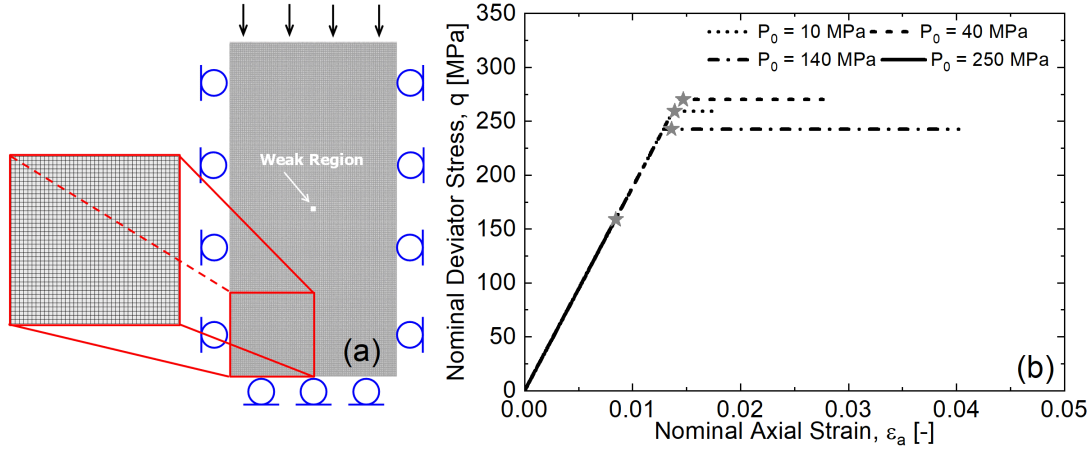 Weak Region
(a)
350
300
250
200
150
100
50
0
Nominal Deviator Stress, q [MPa]
P₀ = 10 MPa P₀ = 40 MPa
P₀ = 140 MPa P₀ = 250 MPa
(b)
0.00 0.01 0.02 0.03 0.04 0.05
Nominal Axial Strain, εₐ [-]